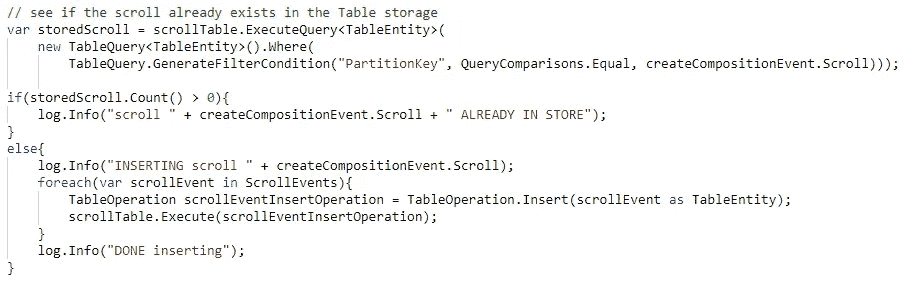 // see if the scroll already exists in the Table storage
var storedScroll = scrollTable.ExecuteQuery<TableEntity>(
    new TableQuery<TableEntity>().Where(
        TableQuery.GenerateFilterCondition("PartitionKey", QueryComparisons.Equal, createCompositionEvent.Scroll)));
if(storedScroll.Count() > 0){
    log.Info("scroll " + createCompositionEvent.Scroll + " ALREADY IN STORE");
}
else{
    log.Info("INSERTING scroll " + createCompositionEvent.Scroll);
    foreach(var scrollEvent in ScrollEvents){
        TableOperation scrollEventInsertOperation = TableOperation.Insert(scrollEvent as TableEntity);
        scrollTable.Execute(scrollEventInsertOperation);
    }
    log.Info("DONE inserting");
}